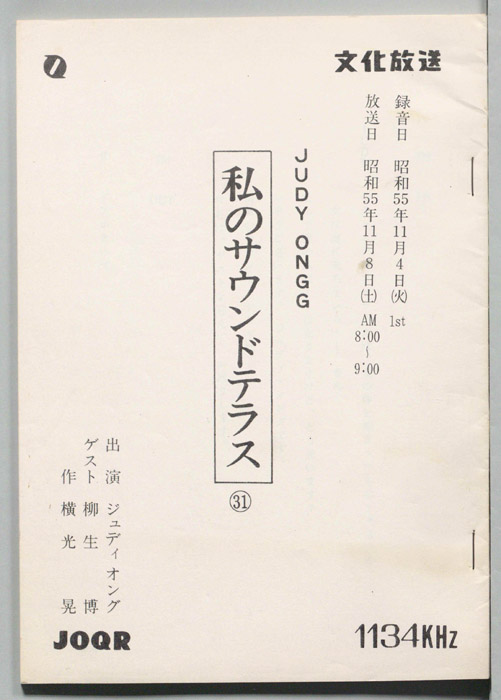 文化放送
録音日 昭和55年11月4日(火) 1st
放送日 昭和55年11月8日(土) AM 8:00~9:00
JUDY ONGG
私のサウンドテラス
㉛
出演 ジュディ オング
ゲスト 柳生 博
作 横光 晃
JOQR
1134KHz